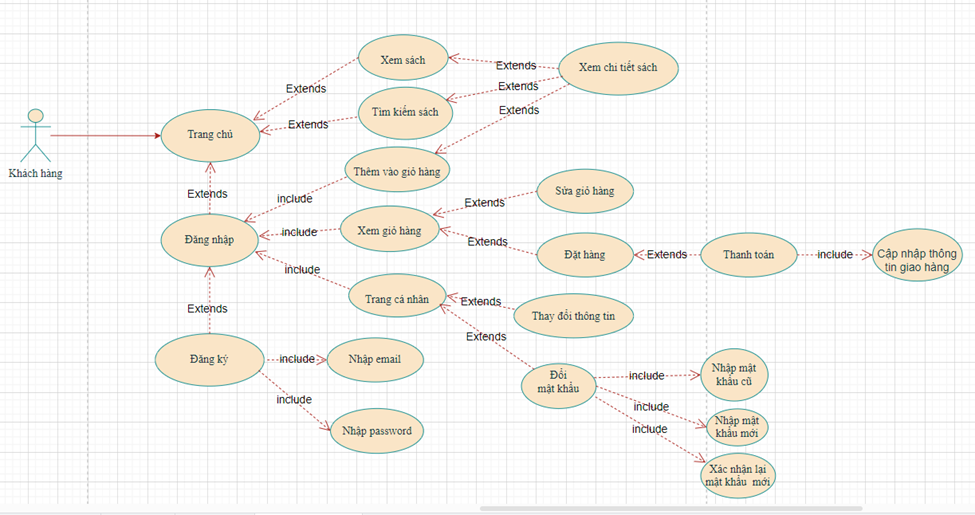 Xem sách
Extends
Xem chi tiết sách
Extends
Extends
Tìm kiếm sách
Extends
Extends
Trang chủ
Khách hàng
Thêm vào giỏ hàng
Extends
include
Sửa giỏ hàng
Extends
Xem giỏ hàng
include
Đăng nhập
Extends
Đặt hàng
Extends
Thanh toán
include
Cập nhập thông
tin giao hàng
include
Trang cá nhân
Extends
Thay đổi thông tin
Extends
Extends
Đăng ký
include
Nhập email
include
Nhập password
Đổi
mật khẩu
include
Nhập mật
khẩu cũ
include
Nhập mật
khẩu mới
include
Xác nhận lại
mật khẩu mới